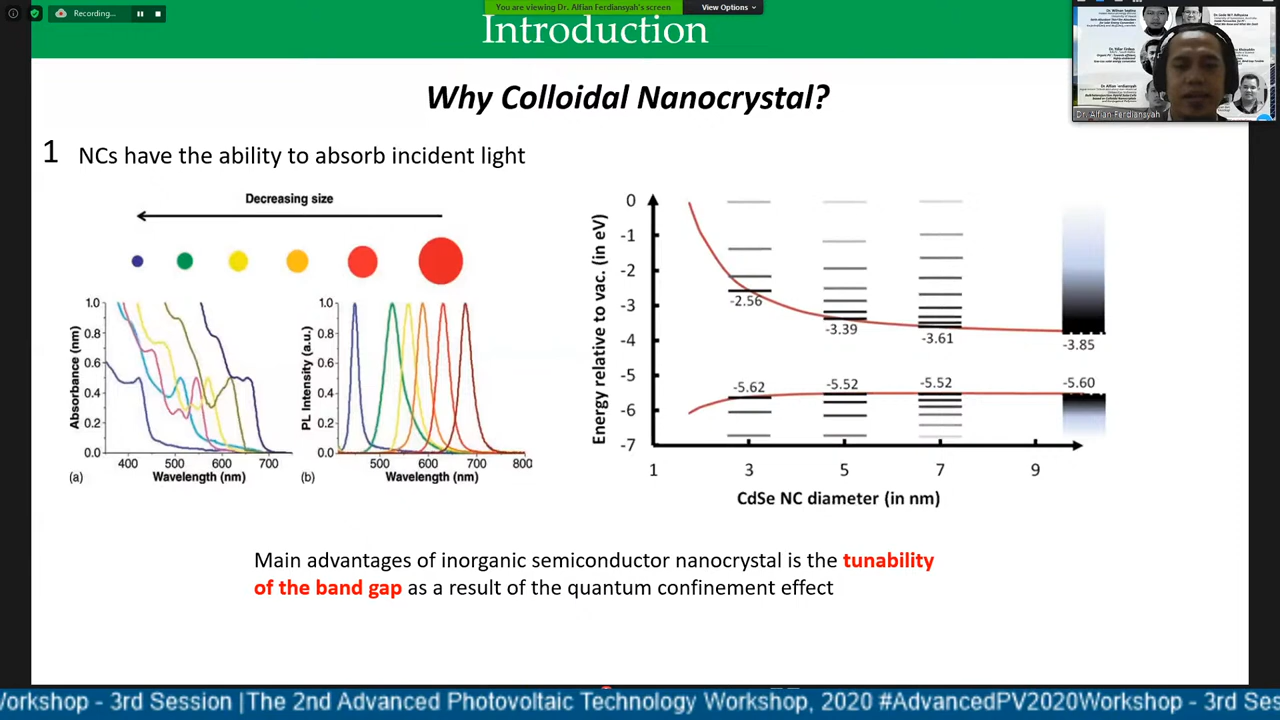 Recording...
You are viewing Dr. Alfian Ferdiansyah's screen
View Options
Introduction
Why Colloidal Nanocrystal?
1 NCs have the ability to absorb incident light
Decreasing size
Absorbance (nm)
1.0
0.8
0.6
0.4
0.2
0.0
400 500 600 700
(a) Wavelength (nm)
PL Intensity (a.u.)
1.0
0.8
0.6
0.4
0.2
0.0
500 600 700 800
(b) Wavelength (nm)
Energy relative to vac. (in eV)
0
-1
-2
-3
-4
-5
-6
-7
-2.56
-3.39
-3.61
-3.85
-5.62
-5.52
-5.52
-5.60
1 3 5 7 9
CdSe NC diameter (in nm)
Main advantages of inorganic semiconductor nanocrystal is the tunability
of the band gap as a result of the quantum confinement effect
Dr. Alfian Ferdiansyah
Workshop - 3rd Session |The 2nd Advanced Photovoltaic Technology Workshop, 2020 #AdvancedPV2020Workshop - 3rd Ses